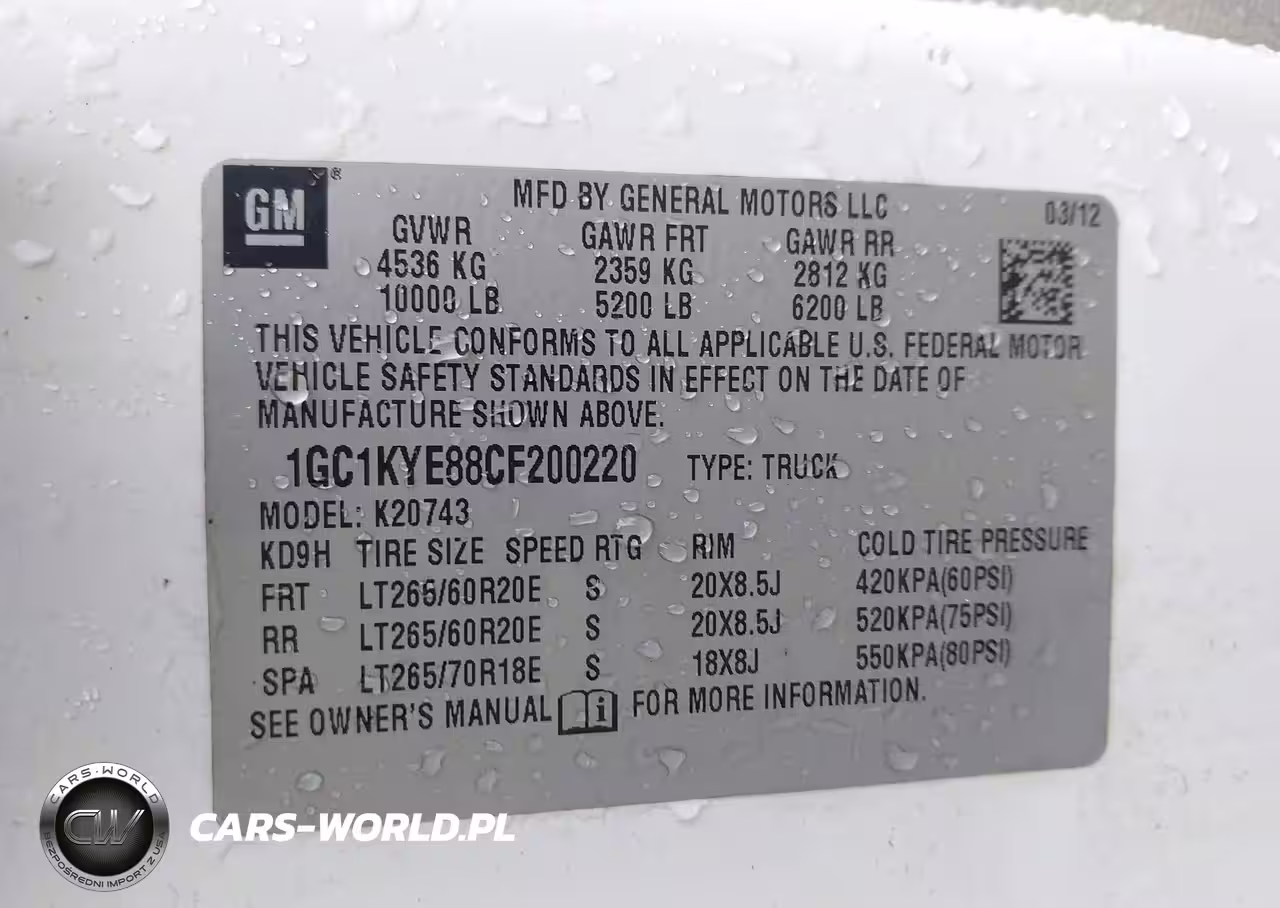 GM ®
MFD BY GENERAL MOTORS LLC 03/12
GVWR GAWR FRT GAWR RR
4536 KG 2359 KG 2812 KG
10000 LB 5200 LB 6200 LB
THIS VEHICLE CONFORMS TO ALL APPLICABLE U.S. FEDERAL MOTOR
VEHICLE SAFETY STANDARDS IN EFFECT ON THE DATE OF
MANUFACTURE SHOWN ABOVE.
1GC1KYE88CF200220 TYPE: TRUCK
MODEL: K20743
KD9H TIRE SIZE SPEED RTG RIM COLD TIRE PRESSURE
FRT LT265/60R20E S 20X8.5J 420KPA(60PSI)
RR LT265/60R20E S 20X8.5J 520KPA(75PSI)
SPA LT265/70R18E S 18X8J 550KPA(80PSI)
SEE OWNER'S MANUAL i FOR MORE INFORMATION.
CARS-WORLD
CW
BEZPOŚREDNI IMPORT Z USA
CARS-WORLD.PL